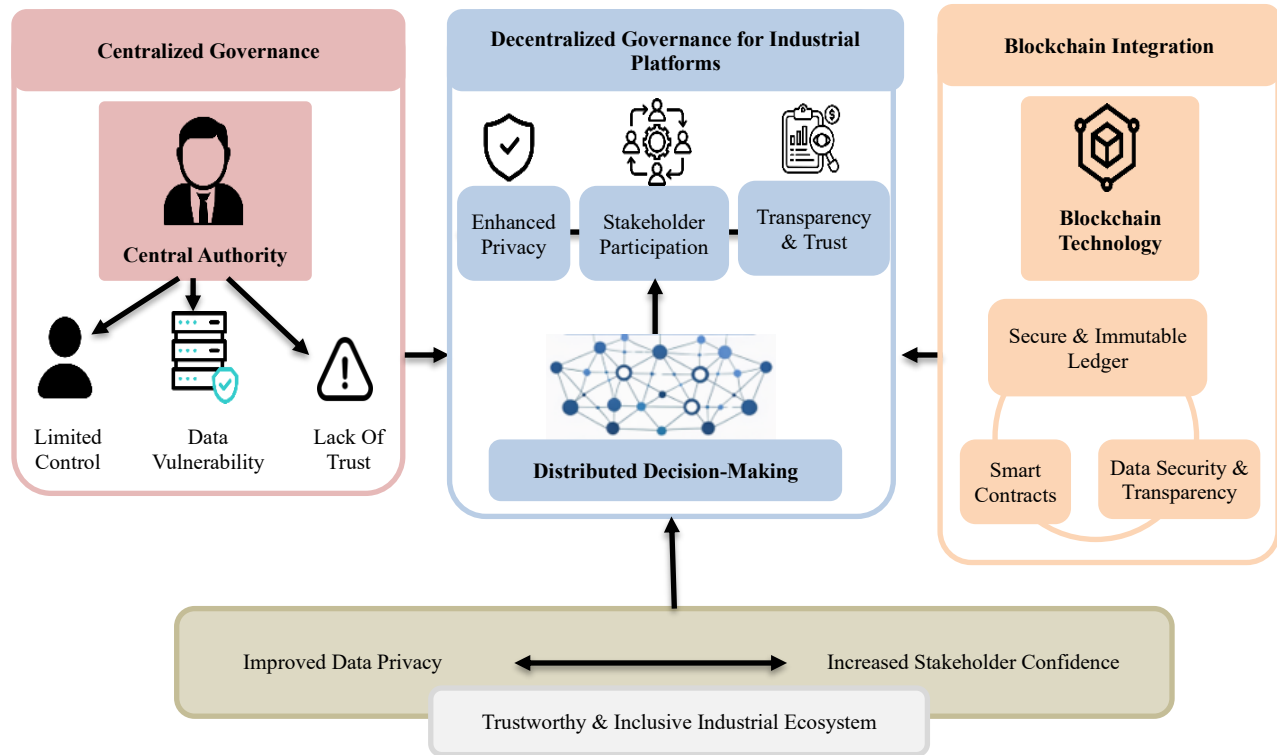 Centralized Governance
Central Authority
Limited
Control
Data
Vulnerability
Lack Of
Trust
Decentralized Governance for Industrial
Platforms
Enhanced
Privacy
Stakeholder
Participation
Transparency
& Trust
Distributed Decision-Making
Blockchain Integration
Blockchain
Technology
Secure & Immutable
Ledger
Smart
Contracts
Data Security &
Transparency
Improved Data Privacy
Increased Stakeholder Confidence
Trustworthy & Inclusive Industrial Ecosystem